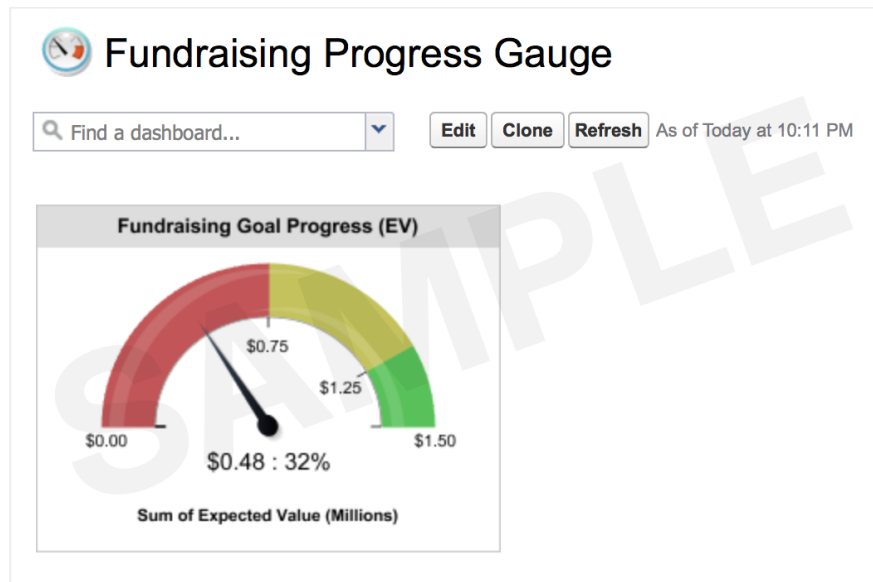 Fundraising Progress Gauge
Find a dashboard...
Edit Clone Refresh As of Today at 10:11 PM
Fundraising Goal Progress (EV)
$0.75
$1.25
$0.00
$1.50
$0.48 : 32%
Sum of Expected Value (Millions)
SAMPLE